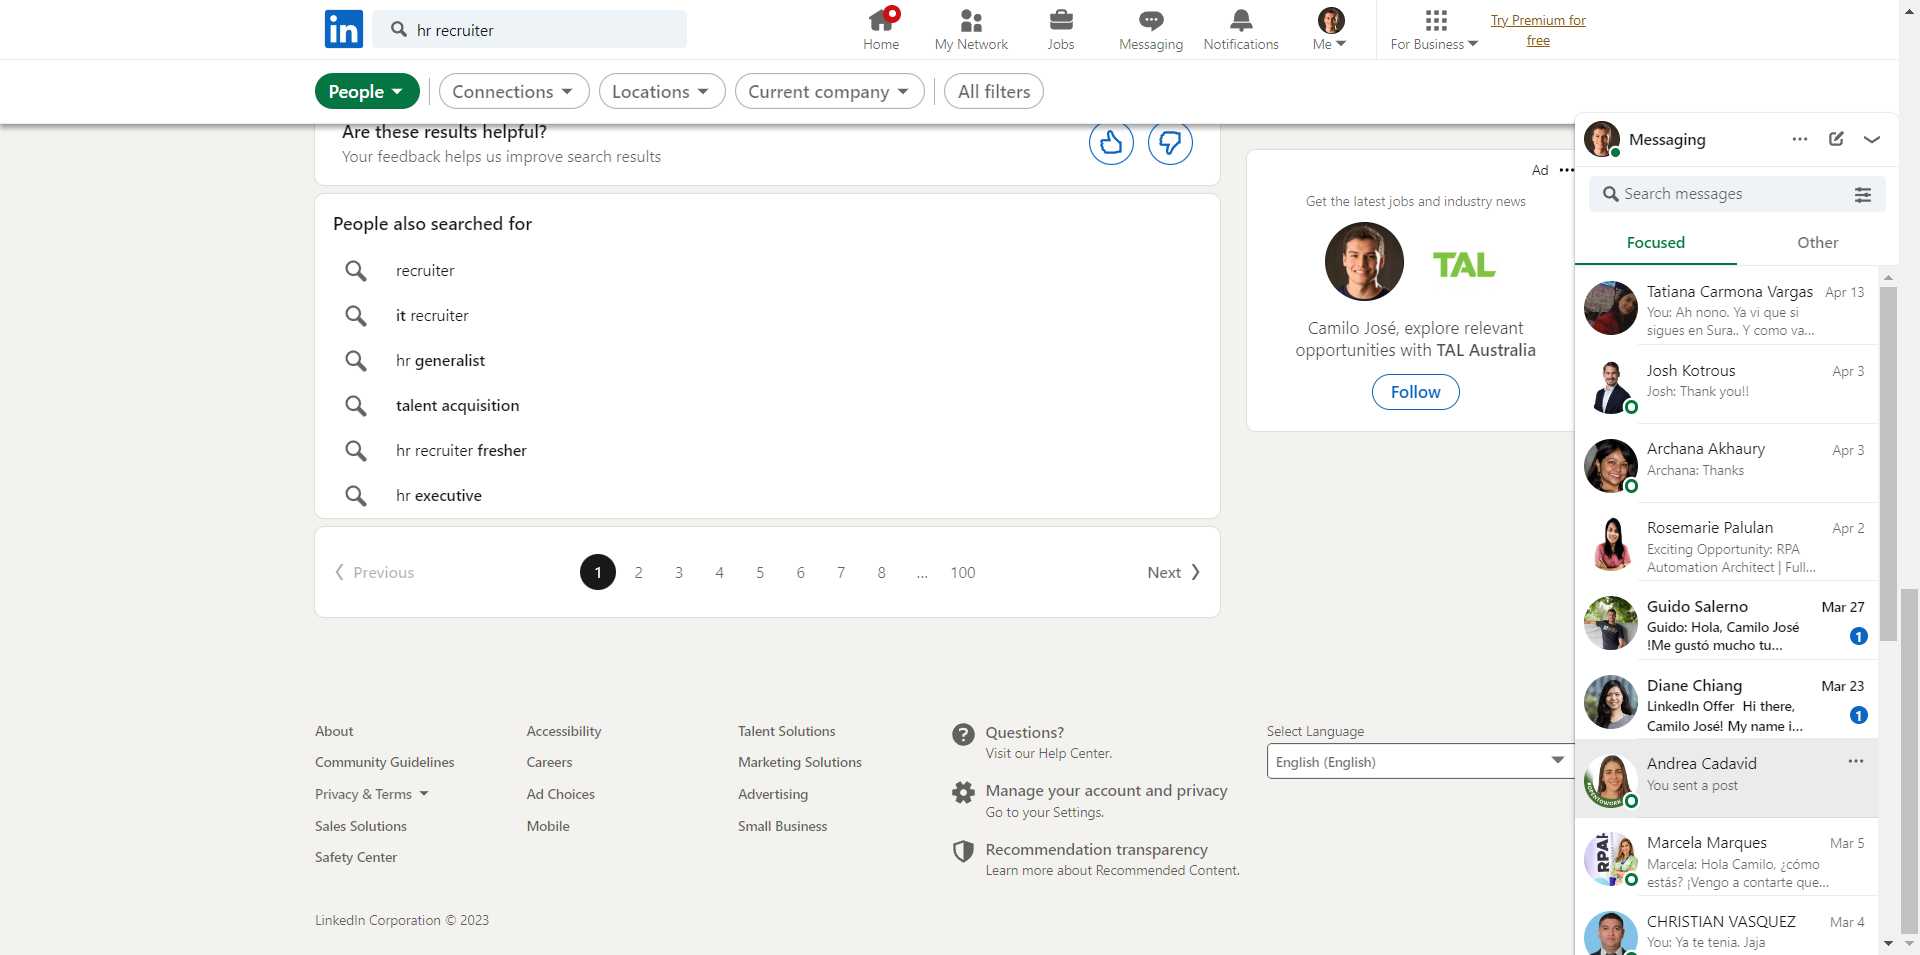 in
hr recruiter
Home
My Network
Jobs
Messaging
Notifications
Me
For Business
Try Premium for
free
People
Connections
Locations
Current company
All filters
Are these results helpful?
Your feedback helps us improve search results
People also searched for
recruiter
it recruiter
hr generalist
talent acquisition
hr recruiter fresher
hr executive
Previous
1 2 3 4 5 6 7 8 ... 100
Next
Ad
Get the latest jobs and industry news
TAL
Camilo José, explore relevant
opportunities with TAL Australia
Follow
About
Community Guidelines
Privacy & Terms
Sales Solutions
Safety Center
Accessibility
Careers
Ad Choices
Mobile
Talent Solutions
Marketing Solutions
Advertising
Small Business
Questions?
Visit our Help Center.
Manage your account and privacy
Go to your Settings.
Recommendation transparency
Learn more about Recommended Content.
Select Language
English (English)
LinkedIn Corporation © 2023
Messaging
Search messages
Focused
Other
Tatiana Carmona Vargas Apr 13
You: Ah nono. Ya vi que si
sigues en Sura.. Y como va...
Josh Kotrous Apr 3
Josh: Thank you!!
Archana Akhaury Apr 3
Archana: Thanks
Rosemarie Palulan Apr 2
Exciting Opportunity: RPA
Automation Architect | Full...
Guido Salerno Mar 27
Guido: Hola, Camilo José
!Me gustó mucho tu...
1
Diane Chiang Mar 23
LinkedIn Offer Hi there,
Camilo José! My name i...
1
Andrea Cadavid
You sent a post
#OPENTOWORK
Marcela Marques Mar 5
Marcela: Hola Camilo, ¿cómo
estás? ¡Vengo a contarte que...
CHRISTIAN VASQUEZ Mar 4
You: Ya te tenia. Jaja